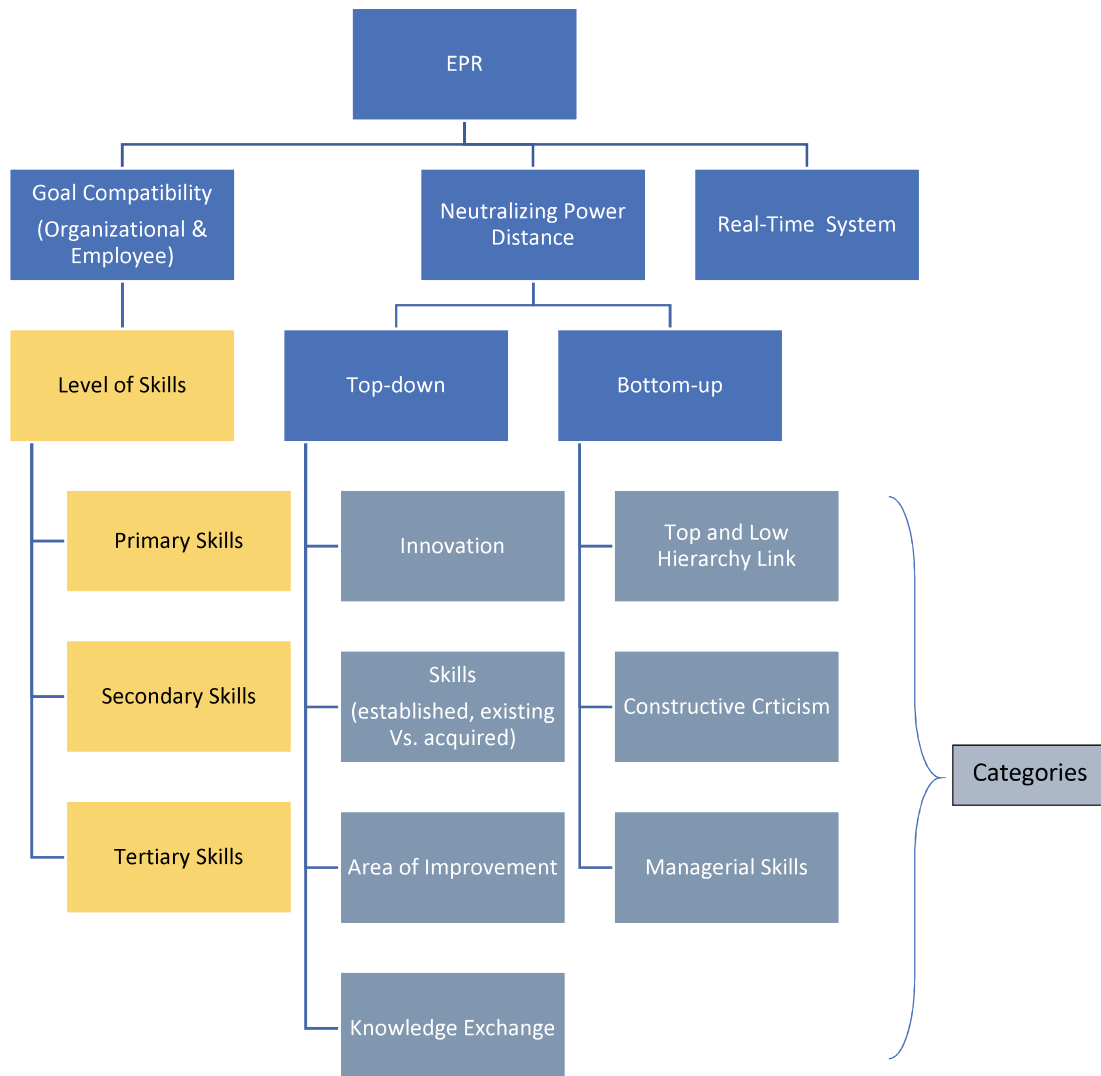 EPR
Goal Compatibility
(Organizational &
Employee)
Neutralizing Power
Distance
Real-Time System
Level of Skills
Top-down
Bottom-up
Primary Skills
Innovation
Top and Low
Hierarchy Link
Secondary Skills
Skills
(established, existing
Vs. acquired)
Constructive Crticism
Categories
Tertiary Skills
Area of Improvement
Managerial Skills
Knowledge Exchange